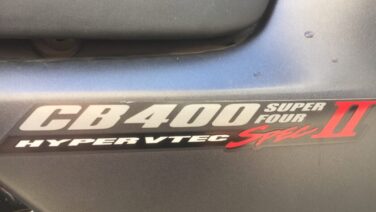 CB400 SUPER FOUR
HYPER VTEC Spec II